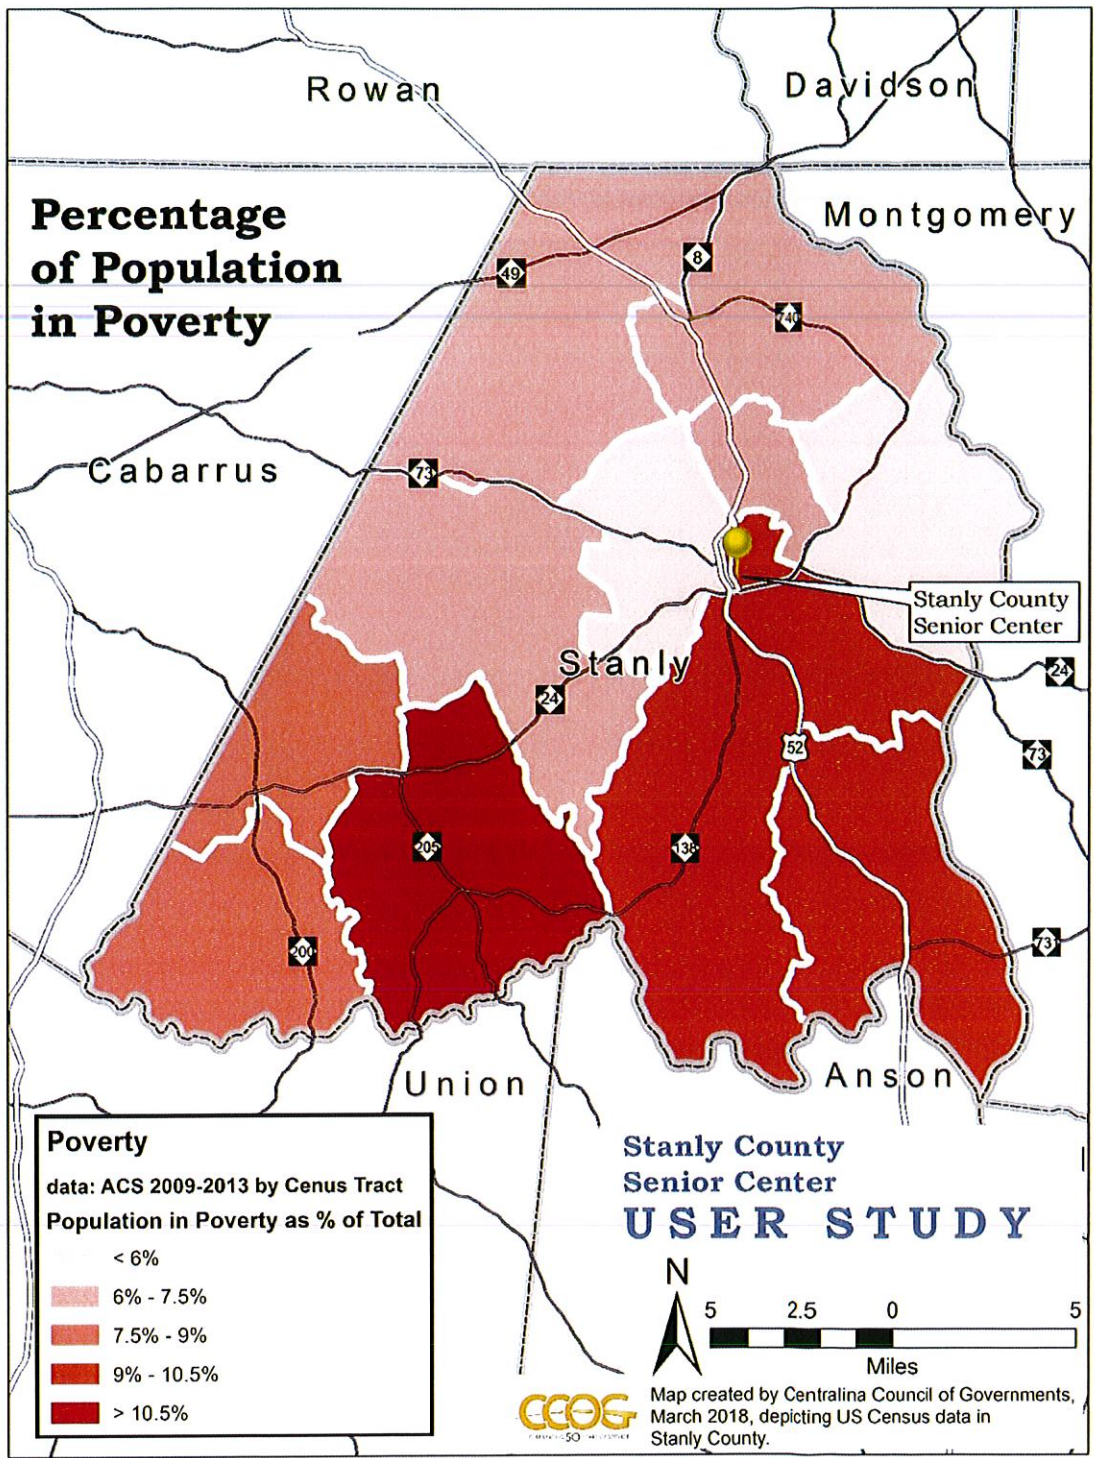 Rowan
Davidson
Percentage
of Population
in Poverty
Montgomery
8
49
740
Cabarrus
73
Stanly County
Senior Center
Stanly
24
24
52
73
205
138
200
731
Union
Anson
Poverty
data: ACS 2009-2013 by Cenus Tract
Population in Poverty as % of Total
< 6%
6% - 7.5%
7.5% - 9%
9% - 10.5%
> 10.5%
Stanly County
Senior Center
USER STUDY
N
5 2.5 0 5
Miles
CCOG
50
Map created by Centralina Council of Governments,
March 2018, depicting US Census data in
Stanly County.